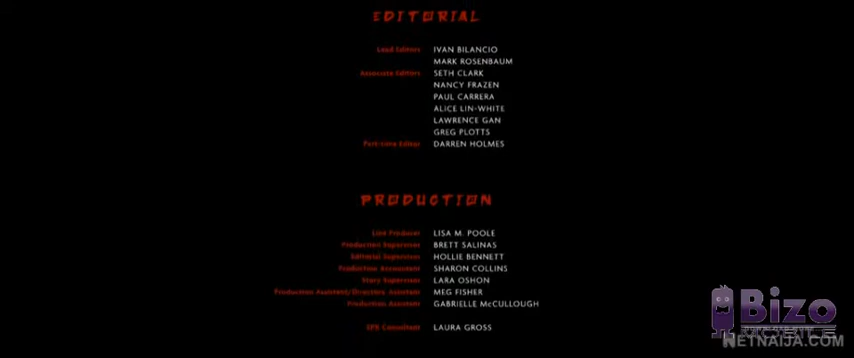 EDITORIAL
Lead Editors IVAN BILANCIO
MARK ROSENBAUM
Associate Editors SETH CLARK
NANCY FRAZEN
PAUL CARRERA
ALICE LIN-WHITE
LAWRENCE GAN
GREG PLOTTS
Part-time Editor DARREN HOLMES
PRODUCTION
Line Producer LISA M. POOLE
Production Supervisor BRETT SALINAS
Editorial Supervisor HOLLIE BENNETT
Production Accountant SHARON COLLINS
Story Supervisor LARA OSHON
Production Assistant/Directors Assistant MEG FISHER
Production Assistant GABRIELLE McCULLOUGH
EPK Consultant LAURA GROSS
Bizo
MOBILE
NETNAIJA.COM